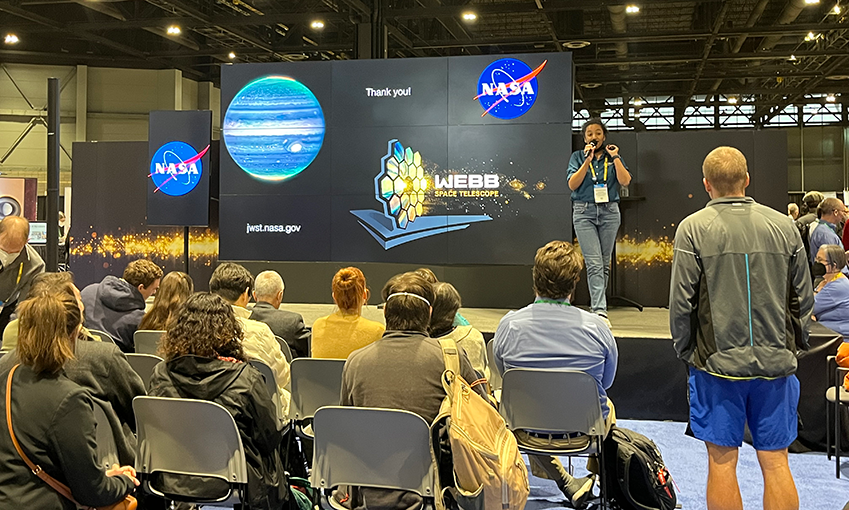 Thank you!
NASA
NASA
WEBB
SPACE TELESCOPE
jwst.nasa.gov